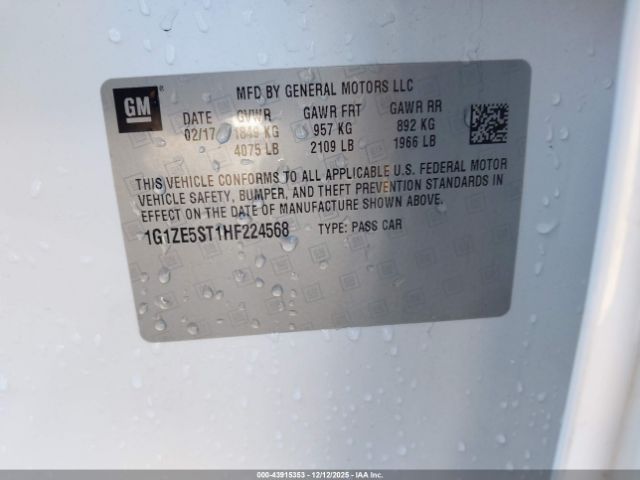 GM ®
MFD BY GENERAL MOTORS LLC
DATE GVWR GAWR FRT GAWR RR
02/17 1849 KG 957 KG 892 KG
4075 LB 2109 LB 1966 LB
THIS VEHICLE CONFORMS TO ALL APPLICABLE U.S. FEDERAL MOTOR
VEHICLE SAFETY, BUMPER, AND THEFT PREVENTION STANDARDS IN
EFFECT ON THE DATE OF MANUFACTURE SHOWN ABOVE.
1G1ZE5ST1HF224568 TYPE: PASS CAR
000-43915353 | 12/12/2025 - IAA Inc.